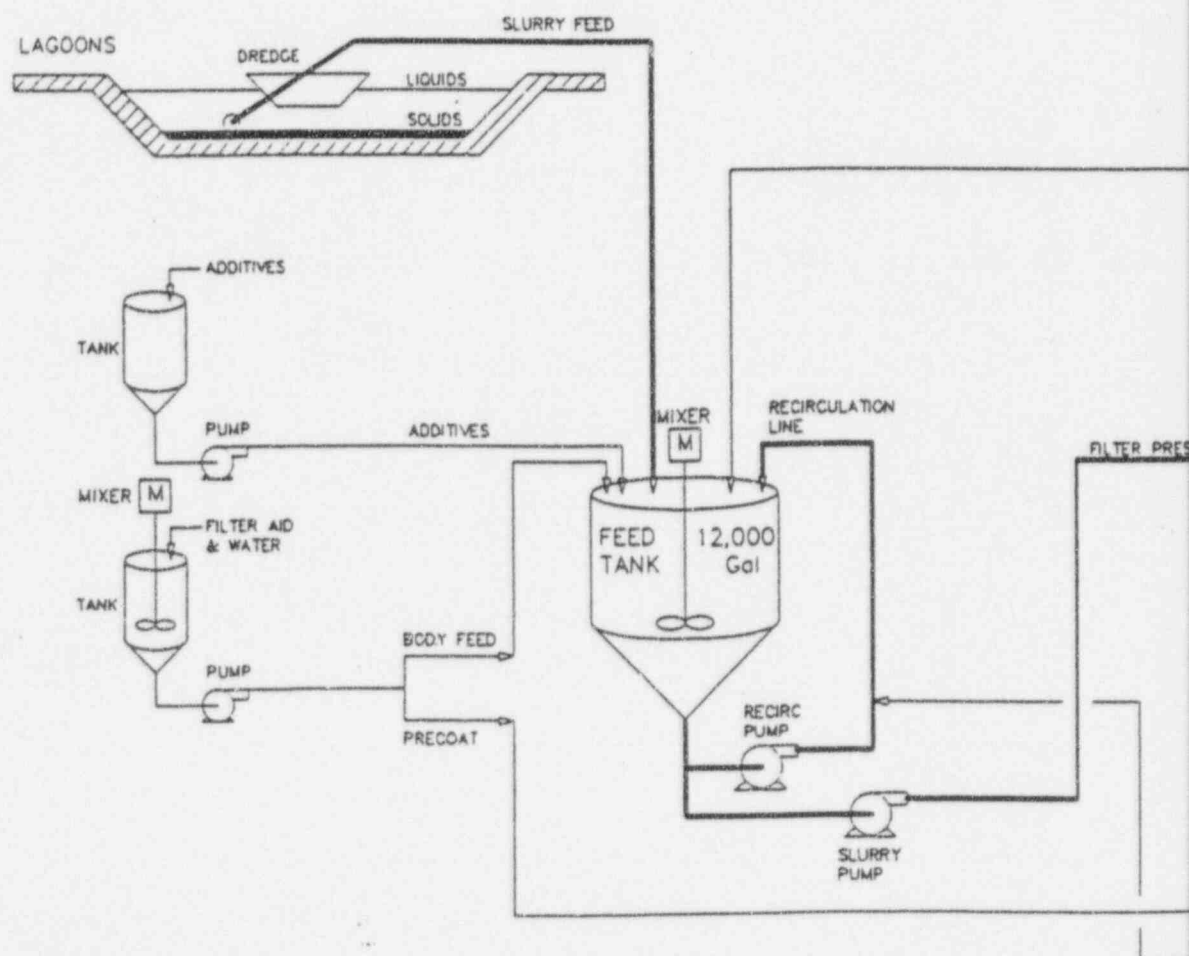 SLURRY FEED
LAGOONS
DREDGE
LIQUIDS
SOLIDS
ADDITIVES
TANK
PUMP
ADDITIVES
MIXER
M
RECIRCULATION
LINE
FILTER PRES
MIXER
M
FILTER AID
& WATER
FEED
TANK
12,000
Gal
TANK
BODY FEED
PUMP
PRECOAT
RECIRC
PUMP
SLURRY
PUMP